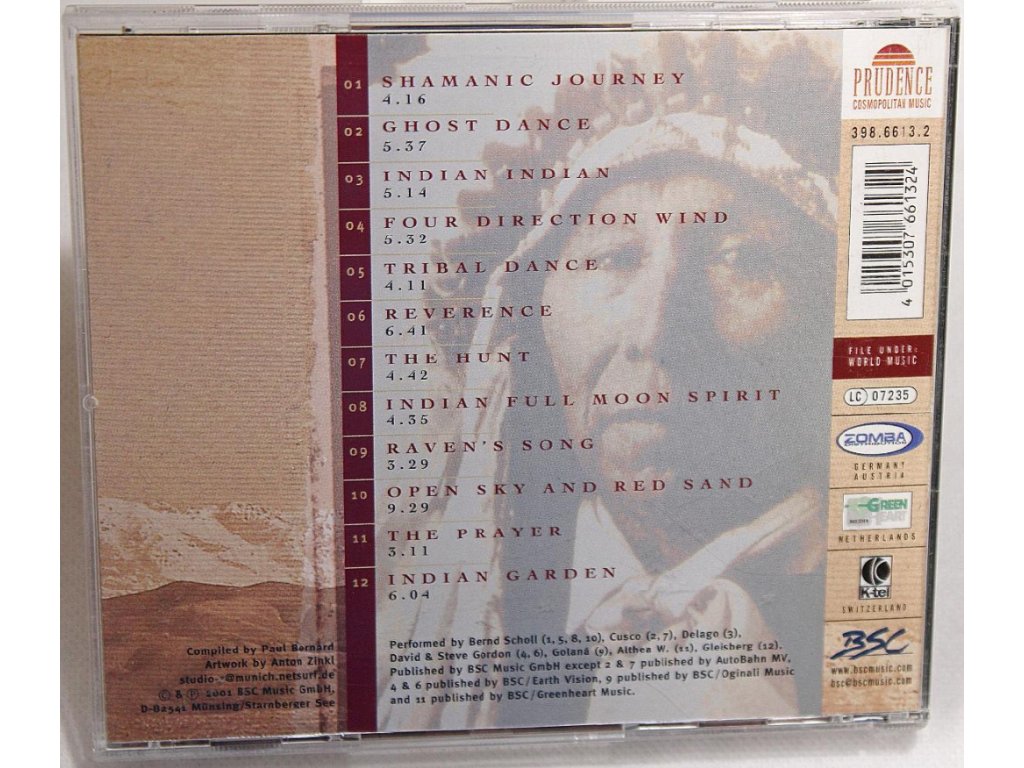 01 SHAMANIC JOURNEY
4.16
02 GHOST DANCE
5.37
03 INDIAN INDIAN
5.14
04 FOUR DIRECTION WIND
5.32
05 TRIBAL DANCE
4.11
06 REVERENCE
6.41
07 THE HUNT
4.42
08 INDIAN FULL MOON SPIRIT
4.35
09 RAVEN'S SONG
3.29
10 OPEN SKY AND RED SAND
9.29
11 THE PRAYER
3.11
12 INDIAN GARDEN
6.04
Compiled by Paul Bernard
Artwork by Anton Zinkl
@munich.netsurf.de
© & ℗ 2001 BSC Music GmbH,
D-82541 Münsing/Starnberger See
Performed by Bernd Scholl (1, 5, 8, 10), Cusco (2, 7), Delago (3),
David & Steve Gordon (4, 6), Golaná (9), Althea W. (11), Gleisberg (12).
Published by BSC Music GmbH except 2 & 7 published by AutoBahn MV,
4 & 6 published by BSC/Earth Vision, 9 published by BSC/Oginali Music
and 11 published by BSC/Greenheart Music.
PRUDENCE
COSMOPOLITAN MUSIC
398.6613.2
4 015307 661324
FILE UNDER:
WORLD MUSIC
LC 07235
ZOMBA
DISTRIBUTION
GERMANY
AUSTRIA
GREEN
HEART
NETHERLANDS
K-tel
SWITZERLAND
BSC
www.bscmusic.com
bsc@bscmusic.com